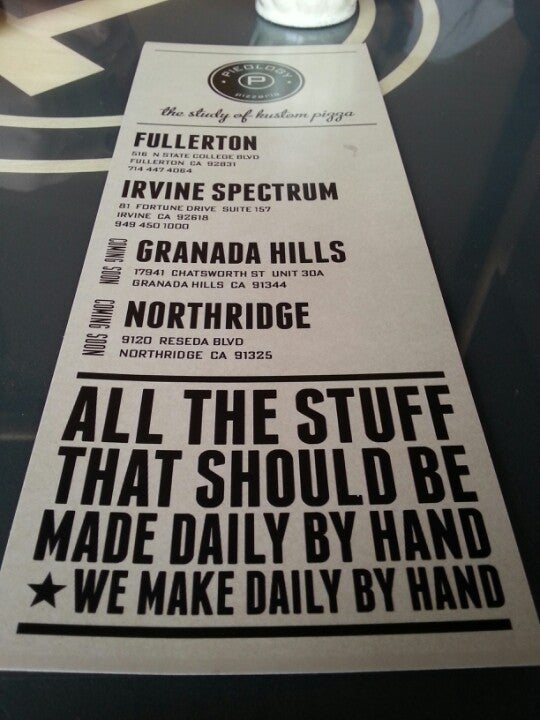 PIEOLOGY
P
pizzeria
the study of kustom pizza
FULLERTON
516 N STATE COLLEGE BLVD
FULLERTON CA 92831
714 447 4064
IRVINE SPECTRUM
81 FORTUNE DRIVE SUITE 157
IRVINE CA 92618
949 450 1000
COMING SOON
GRANADA HILLS
17941 CHATSWORTH ST UNIT 30A
GRANADA HILLS CA 91344
COMING SOON
NORTHRIDGE
9120 RESEDA BLVD
NORTHRIDGE CA 91325
ALL THE STUFF
THAT SHOULD BE
MADE DAILY BY HAND
★ WE MAKE DAILY BY HAND